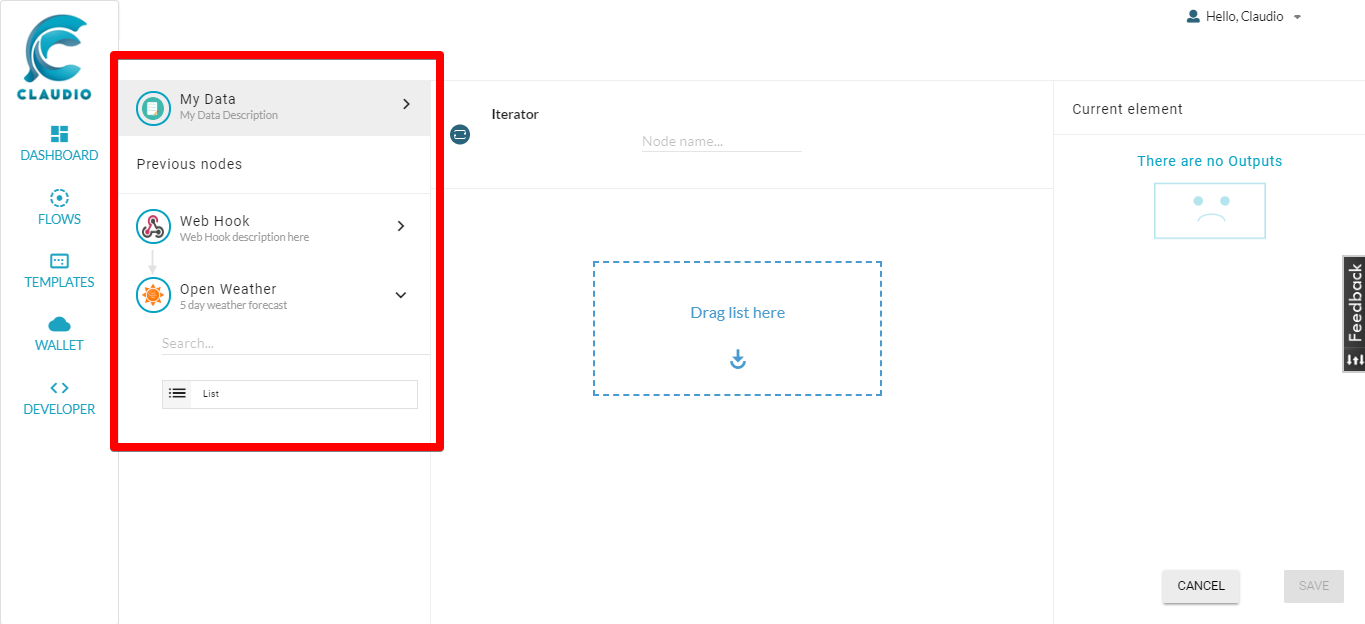 CLAUDIO
DASHBOARD
FLOWS
TEMPLATES
WALLET
DEVELOPER
Hello, Claudio
My Data
My Data Description
Previous nodes
Web Hook
Web Hook description here
Open Weather
5 day weather forecast
Search...
List
Iterator
Node name...
Drag list here
Current element
There are no Outputs
Feedback
CANCEL
SAVE